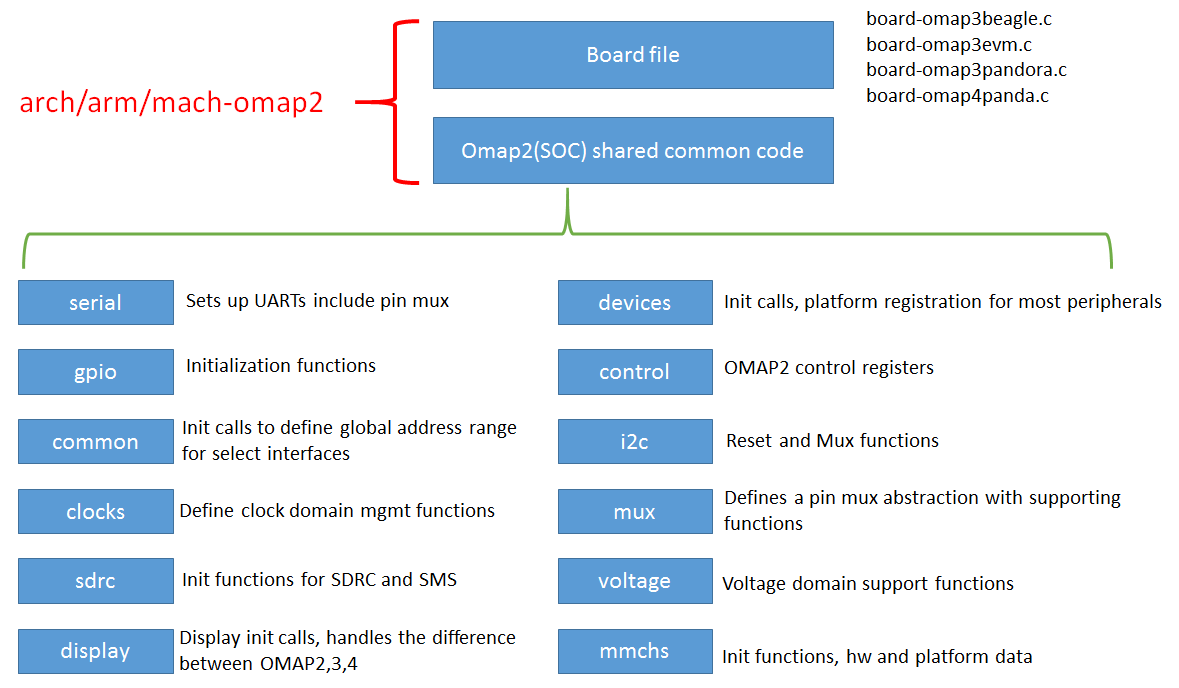 arch/arm/mach-omap2
Board file
Omap2(SOC) shared common code
board-omap3beagle.c
board-omap3evm.c
board-omap3pandora.c
board-omap4panda.c
serial
Sets up UARTs include pin mux
gpio
Initialization functions
common
Init calls to define global address range
for select interfaces
clocks
Define clock domain mgmt functions
sdrc
Init functions for SDRC and SMS
display
Display init calls, handles the difference
between OMAP2,3,4
devices
Init calls, platform registration for most peripherals
control
OMAP2 control registers
i2c
Reset and Mux functions
mux
Defines a pin mux abstraction with supporting
functions
voltage
Voltage domain support functions
mmchs
Init functions, hw and platform data